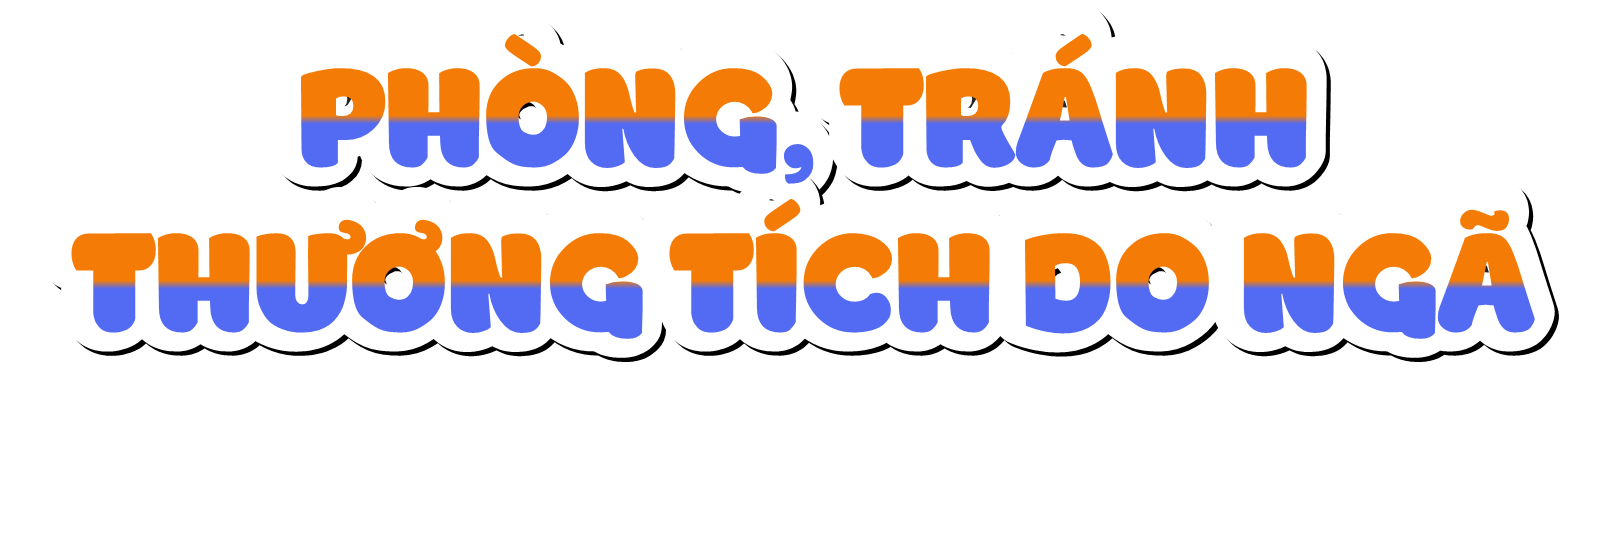 PHÒNG, TRÁNH
THƯƠNG TÍCH DO NGÃ